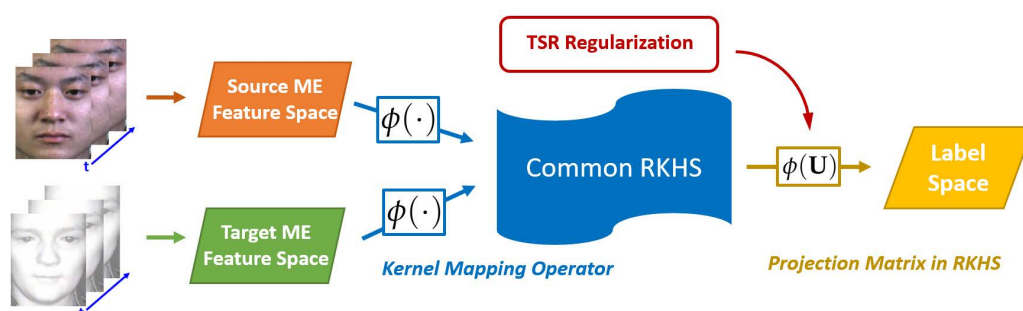 TSR Regularization
Source ME
Feature Space
t
ϕ(·)
Common RKHS
ϕ(U)
Label
Space
Target ME
Feature Space
ϕ(·)
Kernel Mapping Operator
Projection Matrix in RKHS